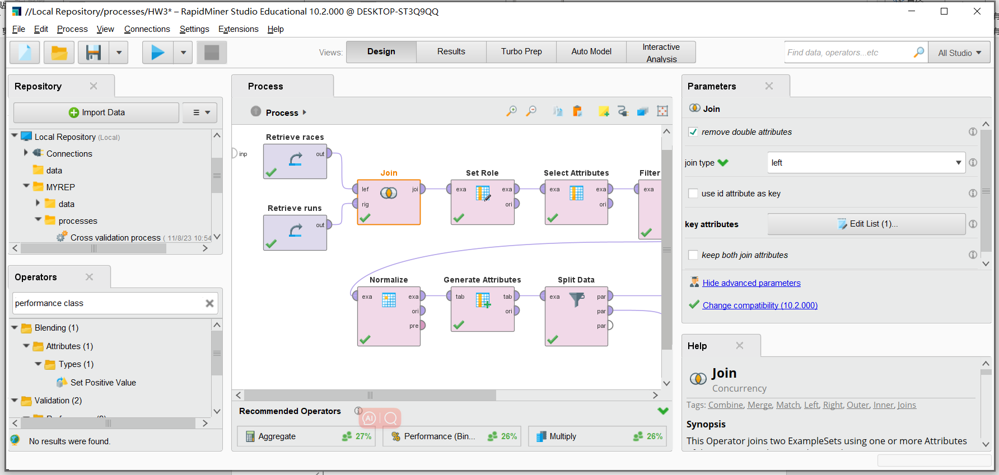 //Local Repository/processes/HW3* – RapidMiner Studio Educational 10.2.000 @ DESKTOP-ST3Q9QQ
File Edit Process View Connections Settings Extensions Help
Views: Design Results Turbo Prep Auto Model Interactive Analysis
Find data, operators...etc
All Studio
Repository
Import Data
Local Repository (Local)
Connections
data
MYREP
data
processes
Cross validation process ( 11/8/23 10:54
Operators
performance class
Blending (1)
Attributes (1)
Types (1)
Set Positive Value
Validation (2)
No results were found.
Process
Process
inp
Retrieve races
out
Retrieve runs
out
Join
lef joi
rig
Set Role
exa exa
ori
Select Attributes
exa exa
ori
Filter
exa
Normalize
exa exa
ori
pre
Generate Attributes
tab tab
ori
Split Data
exa par
par
par
Recommended Operators
AI
Aggregate 27%
Performance (Bin... 26%
Multiply 26%
Parameters
Join
remove double attributes
join type left
use id attribute as key
key attributes Edit List (1)...
keep both join attributes
Hide advanced parameters
Change compatibility (10.2.000)
Help
Join
Concurrency
Tags: Combine, Merge, Match, Left, Right, Outer, Inner, Joins
Synopsis
This Operator joins two ExampleSets using one or more Attributes